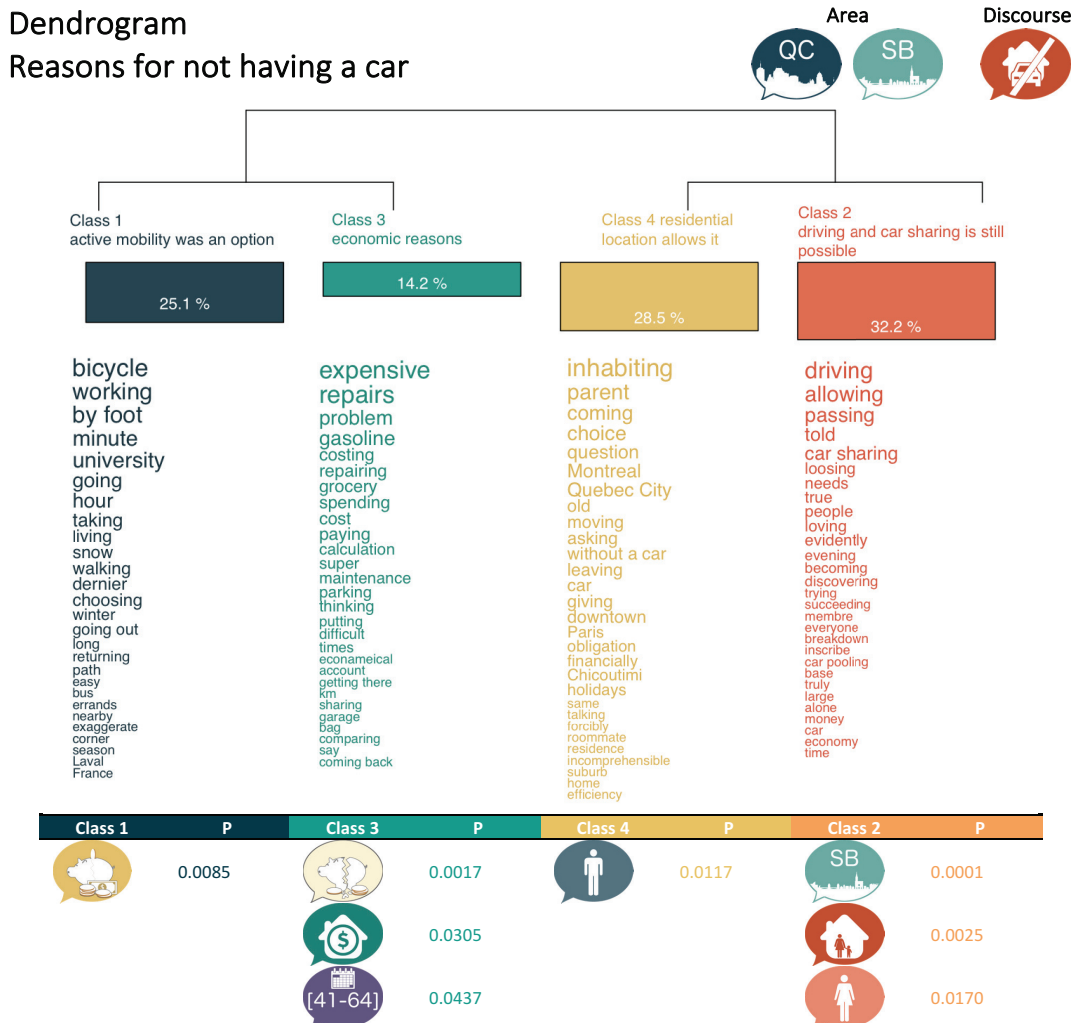 Dendrogram
Reasons for not having a car
Area
Discourse
QC
SB
Class 1
active mobility was an option
Class 3
economic reasons
Class 4 residential
location allows it
Class 2
driving and car sharing is still
possible
25.1 %
14.2 %
28.5 %
32.2 %
bicycle
working
by foot
minute
university
going
hour
taking
living
snow
walking
dernier
choosing
winter
going out
long
returning
path
easy
bus
errands
nearby
exaggerate
corner
season
Laval
France
expensive
repairs
problem
gasoline
costing
repairing
grocery
spending
cost
paying
calculation
super
maintenance
parking
thinking
putting
difficult
times
econameical
account
getting there
km
sharing
garage
bag
comparing
say
coming back
inhabiting
parent
coming
choice
question
Montreal
Quebec City
old
moving
asking
without a car
leaving
car
giving
downtown
Paris
obligation
financially
Chicoutimi
holidays
same
talking
forcibly
roommate
residence
incomprehensible
suburb
home
efficiency
driving
allowing
passing
told
car sharing
loosing
needs
true
people
loving
evidently
evening
becoming
discovering
trying
succeeding
membre
everyone
breakdown
inscribe
car pooling
base
truly
large
alone
money
car
economy
time
Class 1 P Class 3 P Class 4 P Class 2 P
0.0085 0.0017 0.0117 SB 0.0001
$ 0.0305 0.0025
[41-64] 0.0437 0.0170